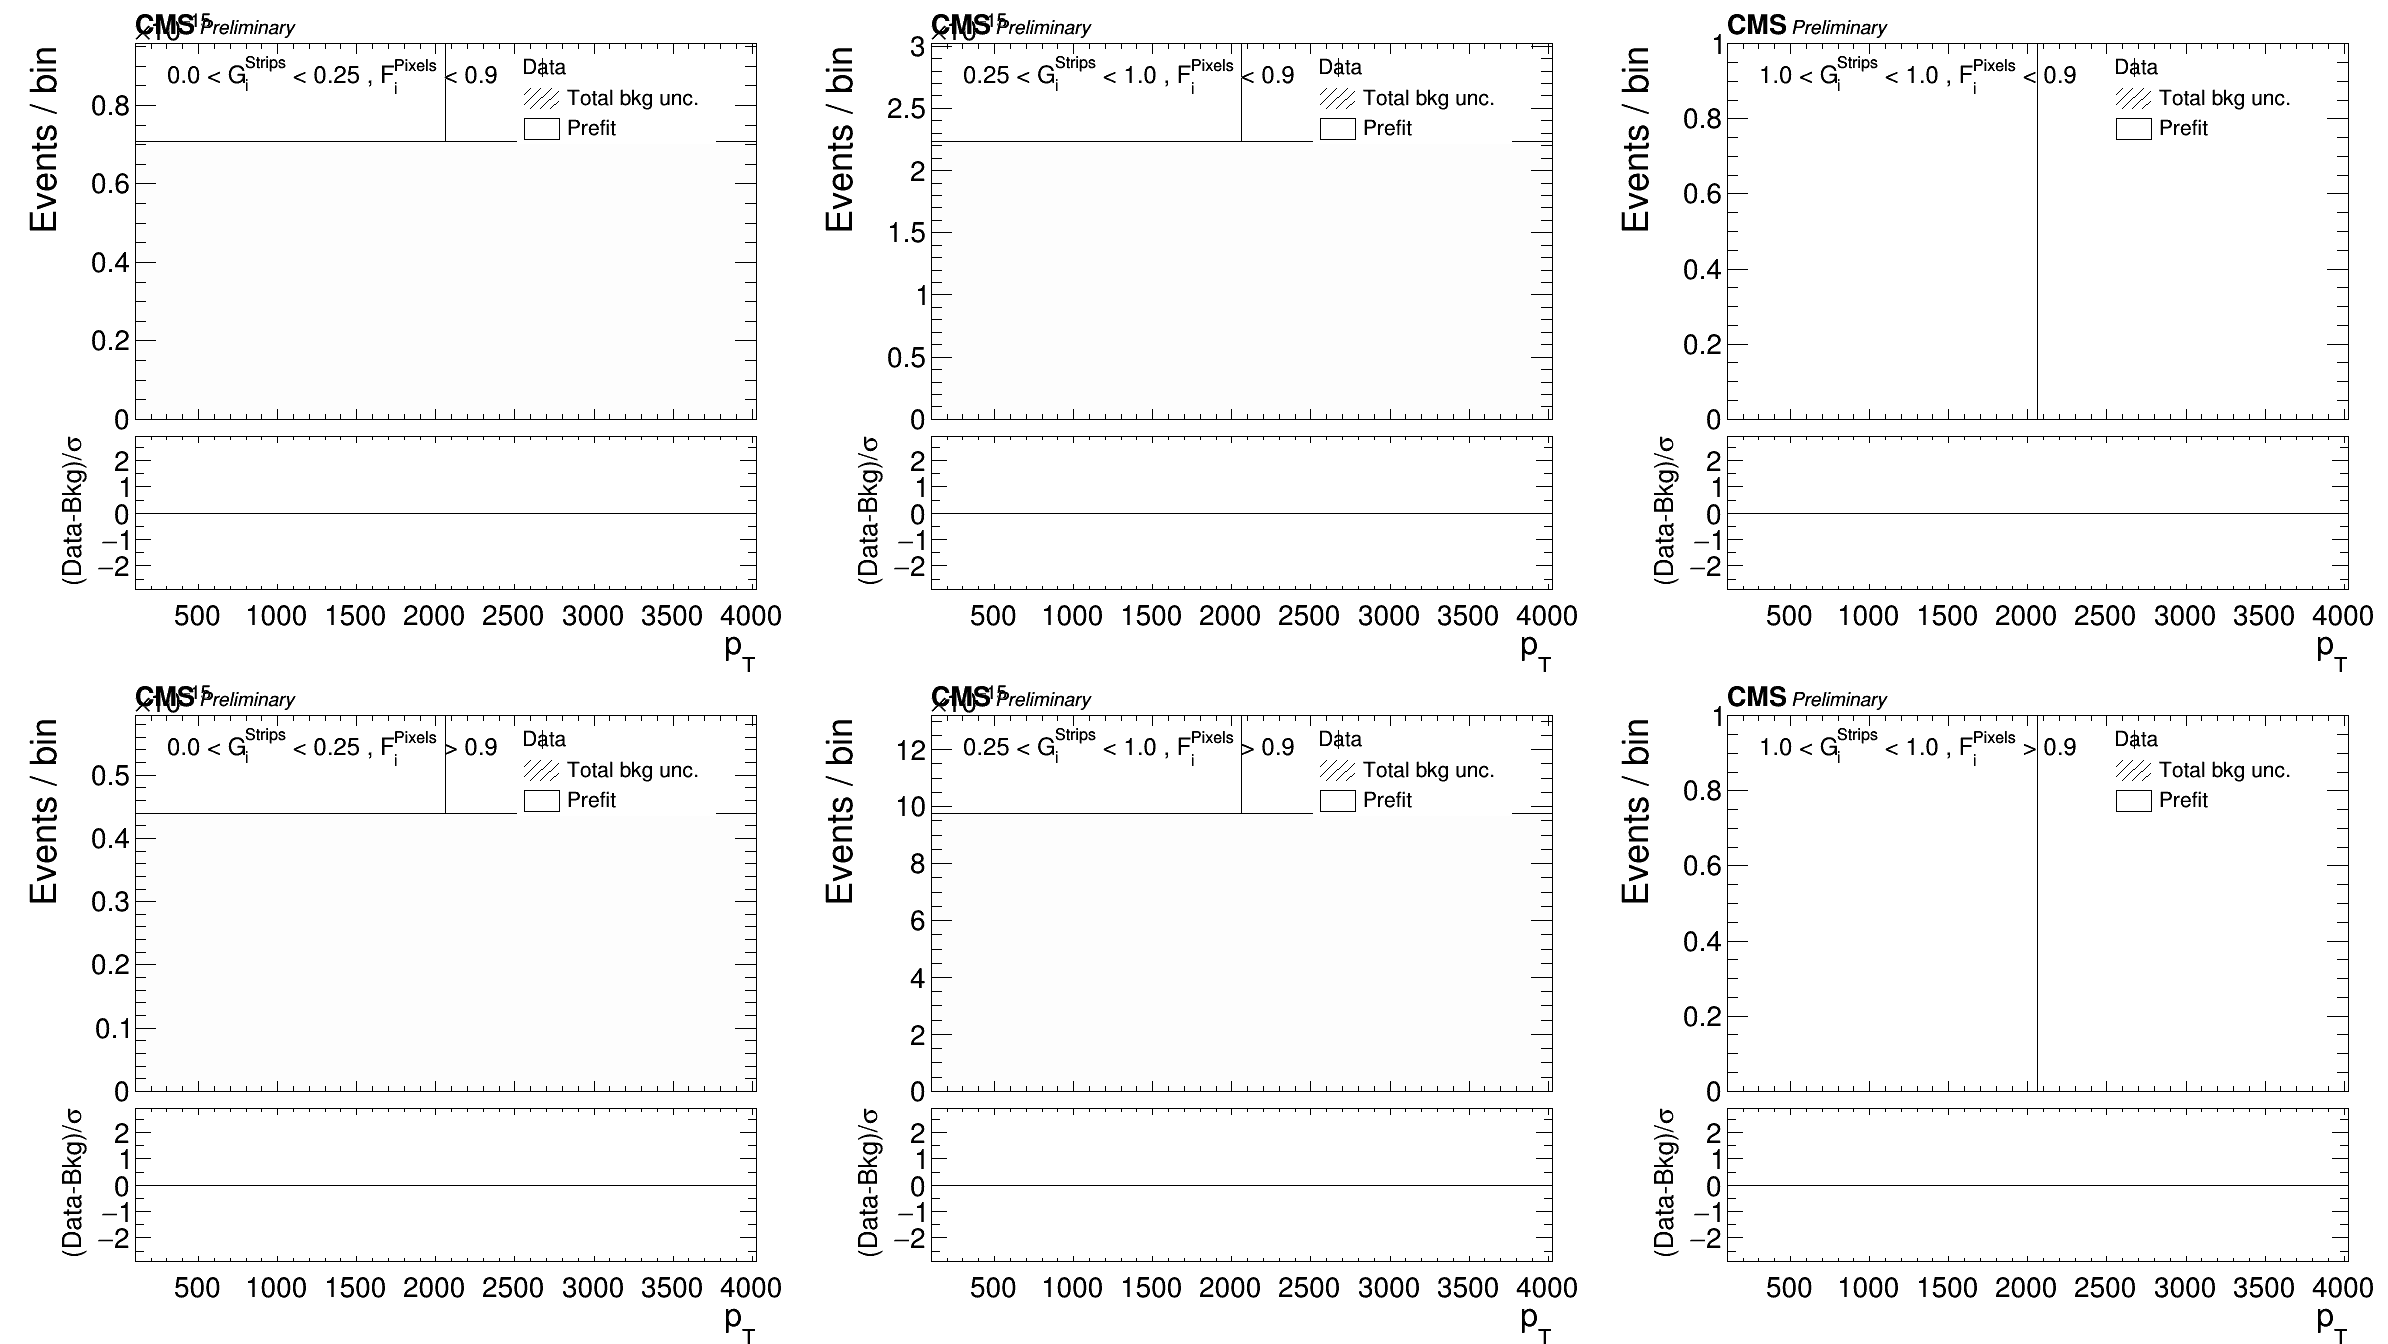 CMS Preliminary
×10^15
Events / bin
0.0 < G_i^Strips < 0.25 , F_i^Pixels < 0.9
Data
Total bkg unc.
Prefit
0.8
0.6
0.4
0.2
0
(Data-Bkg)/σ
2
1
0
−1
−2
500 1000 1500 2000 2500 3000 3500 4000
p_T
CMS Preliminary
×10^15
Events / bin
0.25 < G_i^Strips < 1.0 , F_i^Pixels < 0.9
Data
Total bkg unc.
Prefit
3
2.5
2
1.5
1
0.5
0
(Data-Bkg)/σ
2
1
0
−1
−2
500 1000 1500 2000 2500 3000 3500 4000
p_T
CMS Preliminary
Events / bin
1.0 < G_i^Strips < 1.0 , F_i^Pixels < 0.9
Data
Total bkg unc.
Prefit
1
0.8
0.6
0.4
0.2
0
(Data-Bkg)/σ
2
1
0
−1
−2
500 1000 1500 2000 2500 3000 3500 4000
p_T
CMS Preliminary
×10^15
Events / bin
0.0 < G_i^Strips < 0.25 , F_i^Pixels > 0.9
Data
Total bkg unc.
Prefit
0.5
0.4
0.3
0.2
0.1
0
(Data-Bkg)/σ
2
1
0
−1
−2
500 1000 1500 2000 2500 3000 3500 4000
p_T
CMS Preliminary
×10^15
Events / bin
0.25 < G_i^Strips < 1.0 , F_i^Pixels > 0.9
Data
Total bkg unc.
Prefit
12
10
8
6
4
2
0
(Data-Bkg)/σ
2
1
0
−1
−2
500 1000 1500 2000 2500 3000 3500 4000
p_T
CMS Preliminary
Events / bin
1.0 < G_i^Strips < 1.0 , F_i^Pixels > 0.9
Data
Total bkg unc.
Prefit
1
0.8
0.6
0.4
0.2
0
(Data-Bkg)/σ
2
1
0
−1
−2
500 1000 1500 2000 2500 3000 3500 4000
p_T